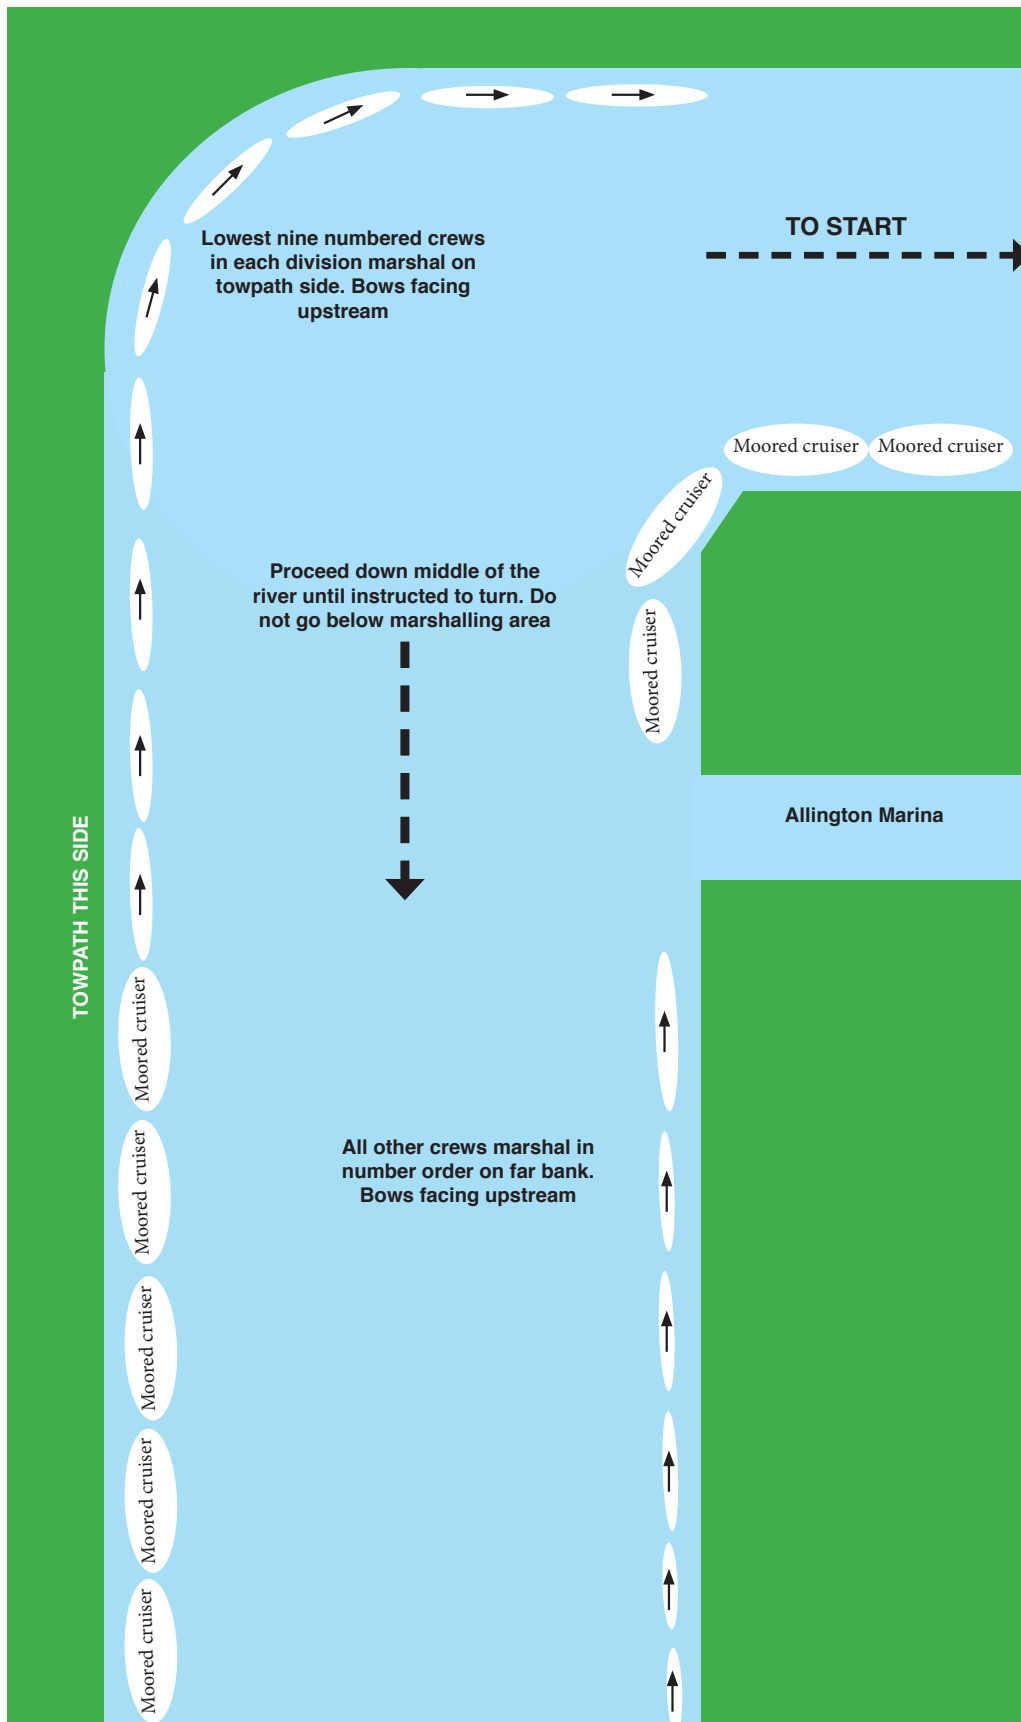 TO START
Lowest nine numbered crews
in each division marshal on
towpath side. Bows facing
upstream
Moored cruiser
Moored cruiser
Moored cruiser
Proceed down middle of the
river until instructed to turn. Do
not go below marshalling area
Moored cruiser
Allington Marina
TOWPATH THIS SIDE
Moored cruiser
Moored cruiser
All other crews marshal in
number order on far bank.
Bows facing upstream
Moored cruiser
Moored cruiser
Moored cruiser